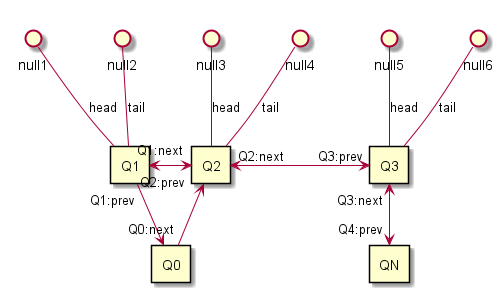 null1 null2 null3 null4 null5 null6
head tail head tail head tail
Q1:next
Q1 Q2 Q2:next Q3:prev Q3
Q2:prev
Q1:prev Q3:next
Q0:next Q4:prev
Q0 QN